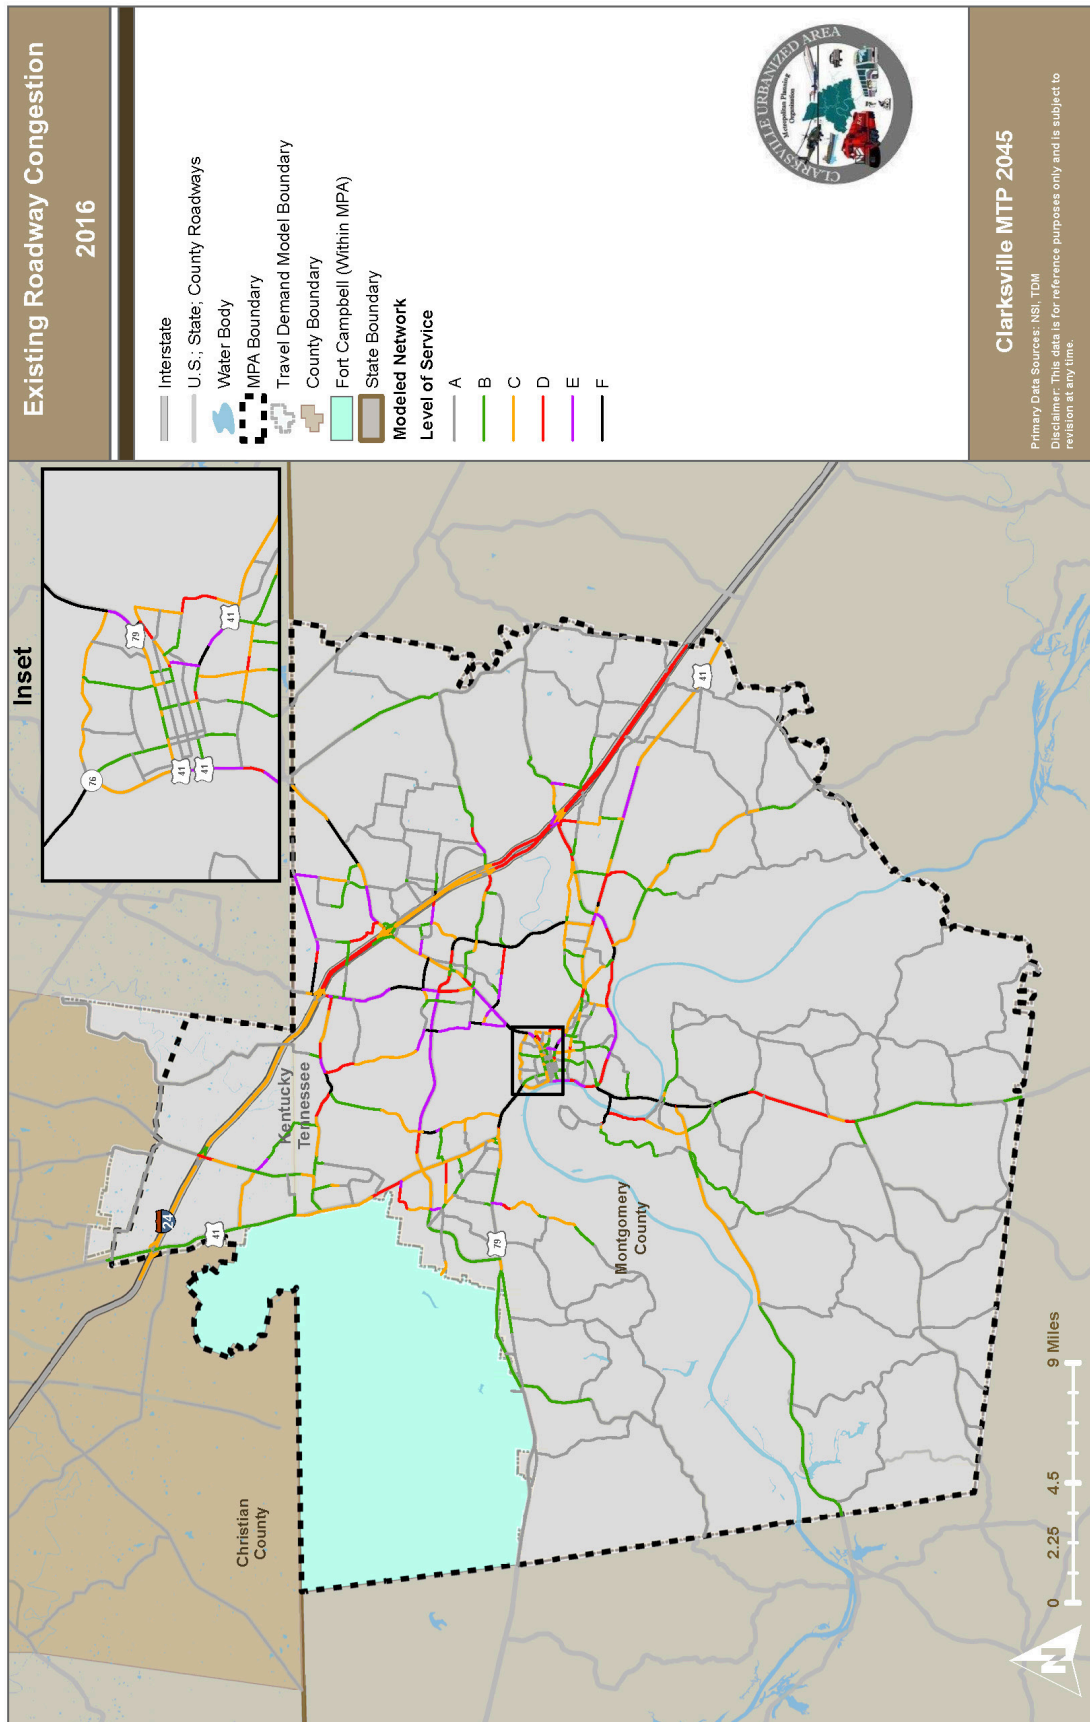 Existing Roadway Congestion
2016
Interstate
U.S.; State; County Roadways
Water Body
MPA Boundary
Travel Demand Model Boundary
County Boundary
Fort Campbell (Within MPA)
State Boundary
Modeled Network
Level of Service
A
B
C
D
E
F
CLARKSVILLE URBANIZED AREA
Metropolitan Planning
Organization
Clarksville MTP 2045
Primary Data Sources: NSI, TDM
Disclaimer: This data is for reference purposes only and is subject to
revision at any time.
Inset
76
79
41
41
41
Christian
County
24
41
Kentucky
Tennessee
79
Montgomery
County
41
N
0 2.25 4.5 9 Miles